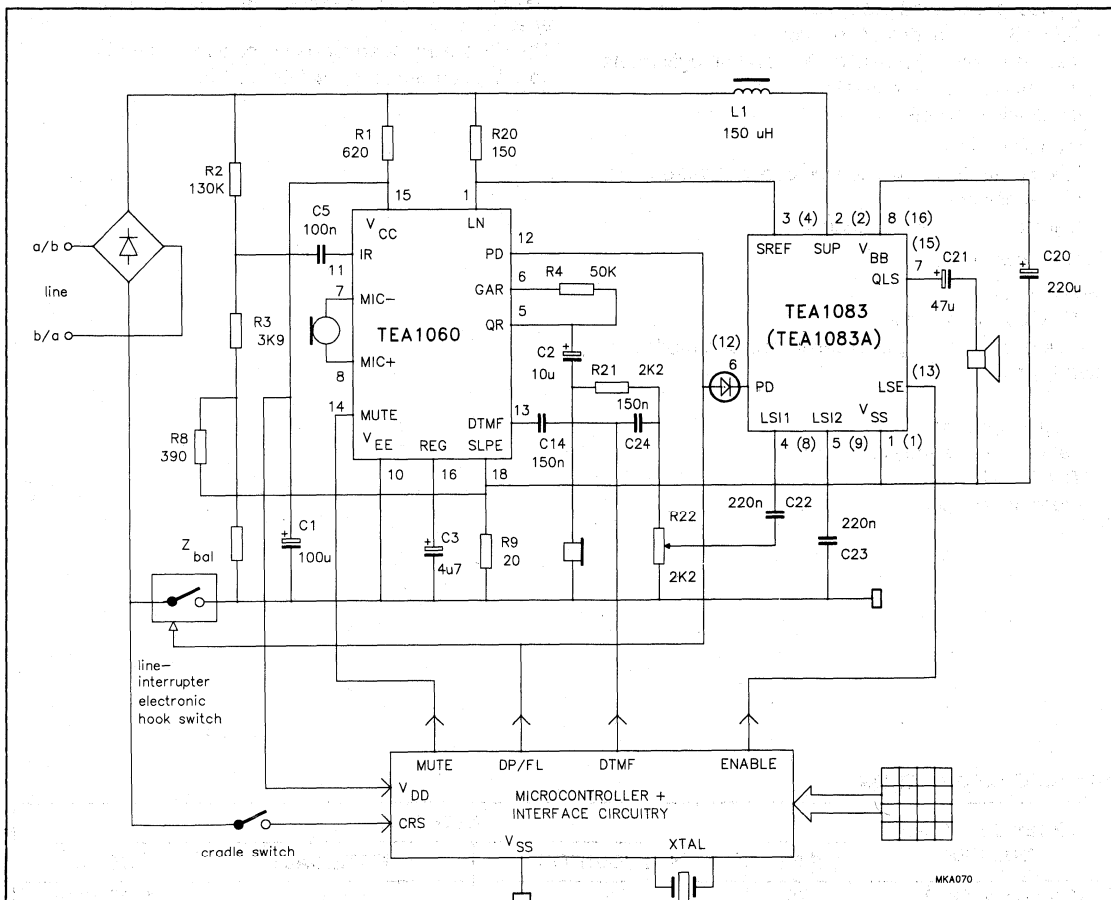 L1
150 uH
R1
620
R20
150
R2
130K
C5
100n
15
1
V CC
LN
IR
11
7
MIC-
TEA1060
MIC+
8
14
MUTE
V EE
REG
SLPE
10
16
18
12
PD
6
GAR
R4
50K
5
QR
C2
10u
R21
2K2
150n
13
DTMF
C14
150n
C24
3 (4)
2 (2)
8 (16)
SREF
SUP
V BB
(15)
7
QLS
C21
47u
C20
220u
TEA1083
(TEA1083A)
(12)
6
PD
LSE
(13)
LSI1
LSI2
V SS
4 (8)
5 (9)
1 (1)
a/b
line
b/a
R3
3K9
R8
390
Z bal
C1
100u
C3
4u7
R9
20
R22
2K2
220n
C22
220n
C23
line-
interrupter
electronic
hook switch
MUTE
DP/FL
DTMF
ENABLE
V DD
MICROCONTROLLER +
INTERFACE CIRCUITRY
CRS
V SS
XTAL
cradle switch
MKA070
+
+
+
+
+